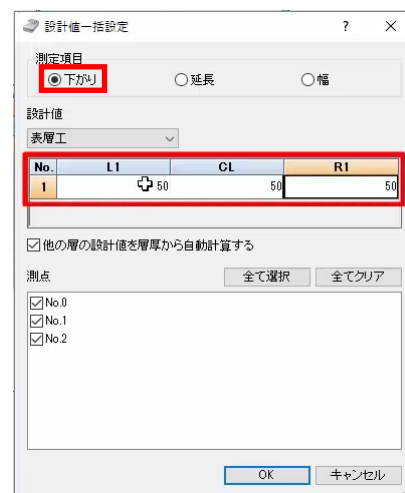 設計値一括設定 ? ×
測定項目
下がり 延長 幅
設計値
表層工
No. L1 CL R1
1 50 50 50
他の層の設計値を層厚から自動計算する
測点 全て選択 全てクリア
No.0
No.1
No.2
OK キャンセル